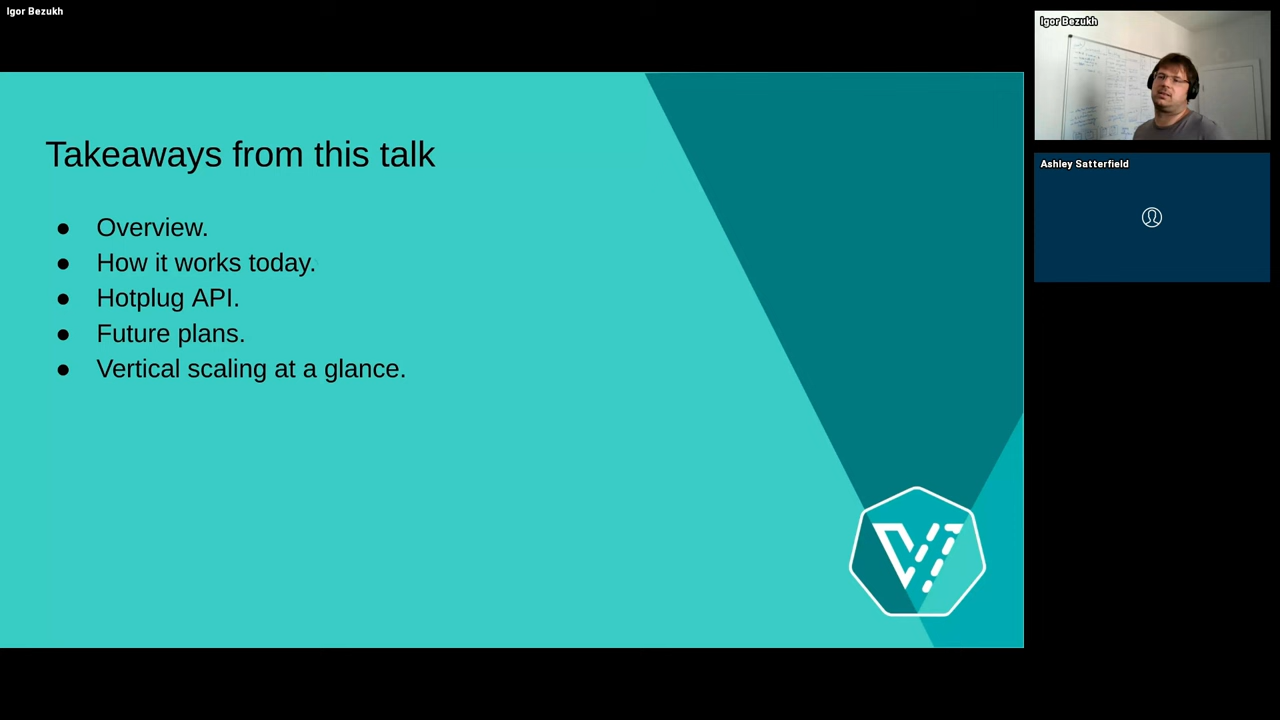 Igor Bezukh
Takeaways from this talk
● Overview.
● How it works today.
● Hotplug API.
● Future plans.
● Vertical scaling at a glance.
Igor Bezukh
Ashley Satterfield